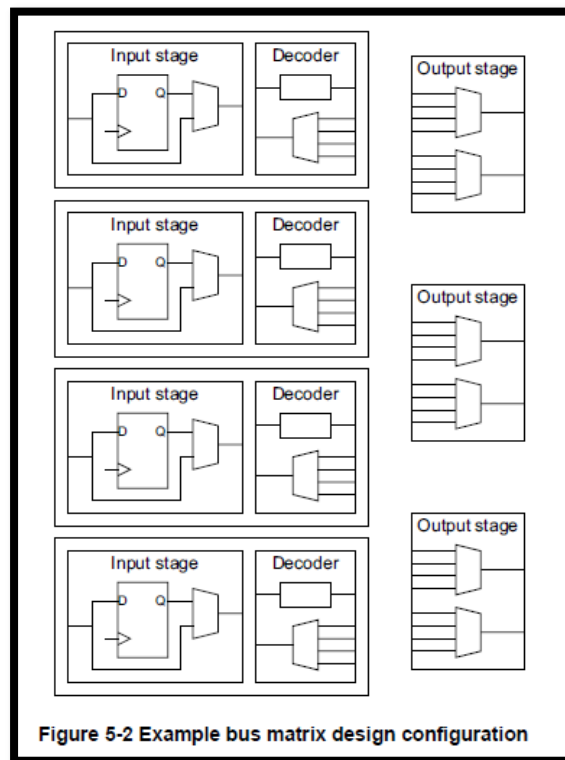 Input stage
Decoder
D
Q
Output stage
Input stage
Decoder
D
Q
Output stage
Input stage
Decoder
D
Q
Input stage
Decoder
D
Q
Output stage
Figure 5-2 Example bus matrix design configuration